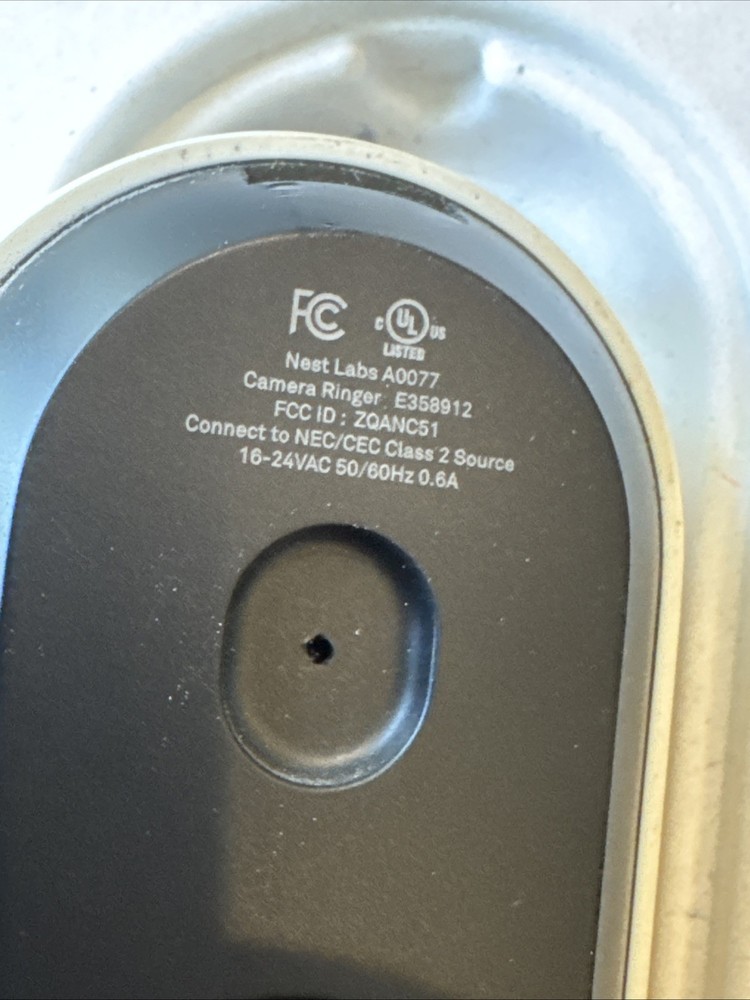 FC
C UL US
LISTED
Nest Labs A0077
Camera Ringer E358912
FCC ID : ZQANC51
Connect to NEC/CEC Class 2 Source
16-24VAC 50/60Hz 0.6A